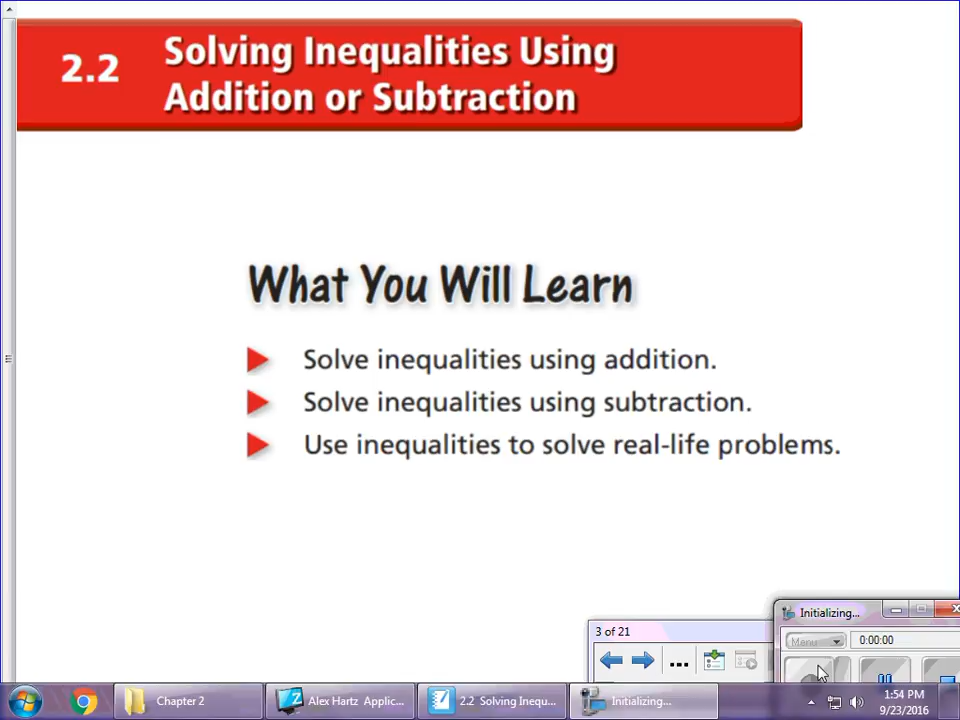 2.2
Solving Inequalities Using
Addition or Subtraction
What You Will Learn
Solve inequalities using addition.
Solve inequalities using subtraction.
Use inequalities to solve real-life problems.
Initializing...
Menu
0:00:00
3 of 21
...
Chapter 2
Alex Hartz Applic...
2.2 Solving Inequ...
Initializing...
1:54 PM
9/23/2016